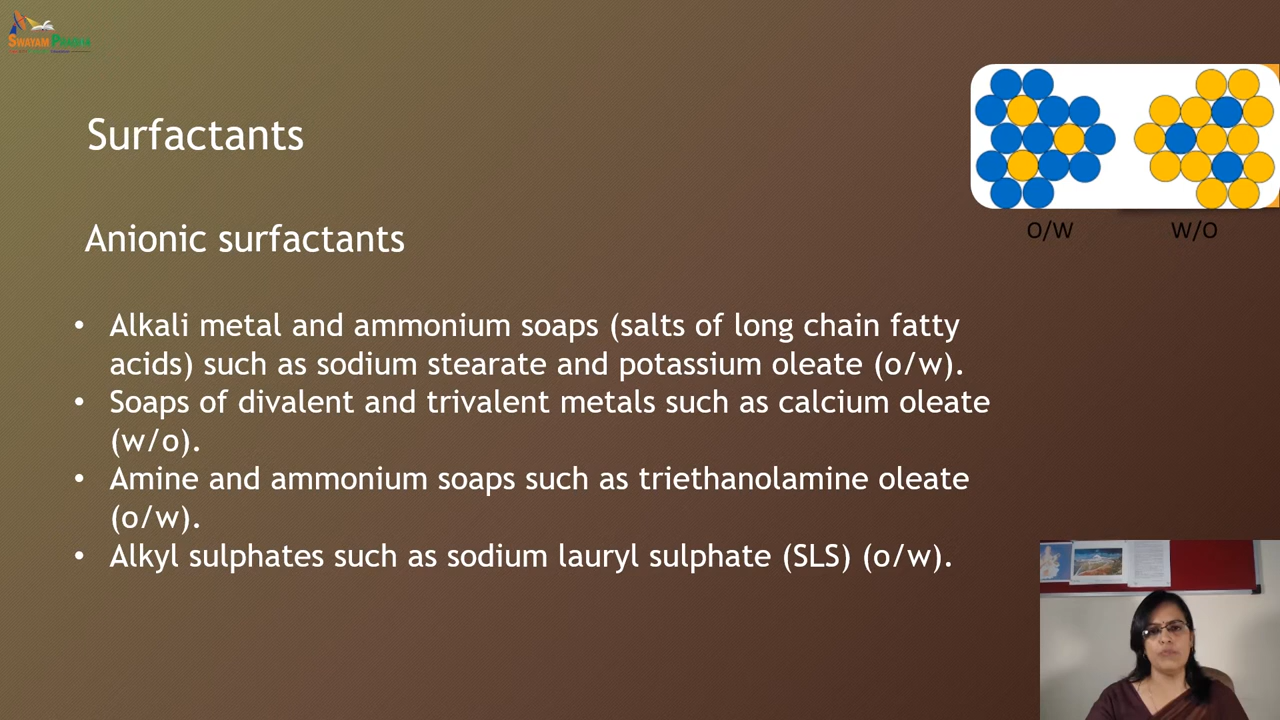 SWAYAM PRABHA
Surfactants
O/W
W/O
Anionic surfactants
• Alkali metal and ammonium soaps (salts of long chain fatty
acids) such as sodium stearate and potassium oleate (o/w).
• Soaps of divalent and trivalent metals such as calcium oleate
(w/o).
• Amine and ammonium soaps such as triethanolamine oleate
(o/w).
• Alkyl sulphates such as sodium lauryl sulphate (SLS) (o/w).